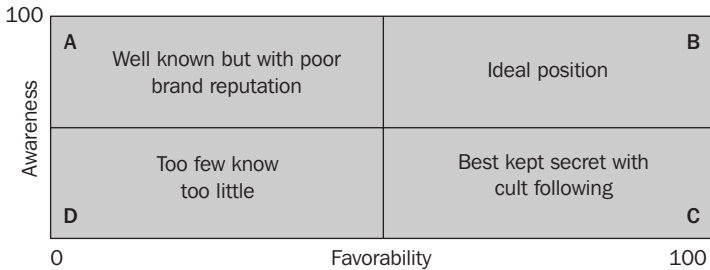 100
A
B
Well known but with poor
brand reputation
Ideal position
Awareness
Too few know
too little
Best kept secret with
cult following
D
C
0
Favorability
100